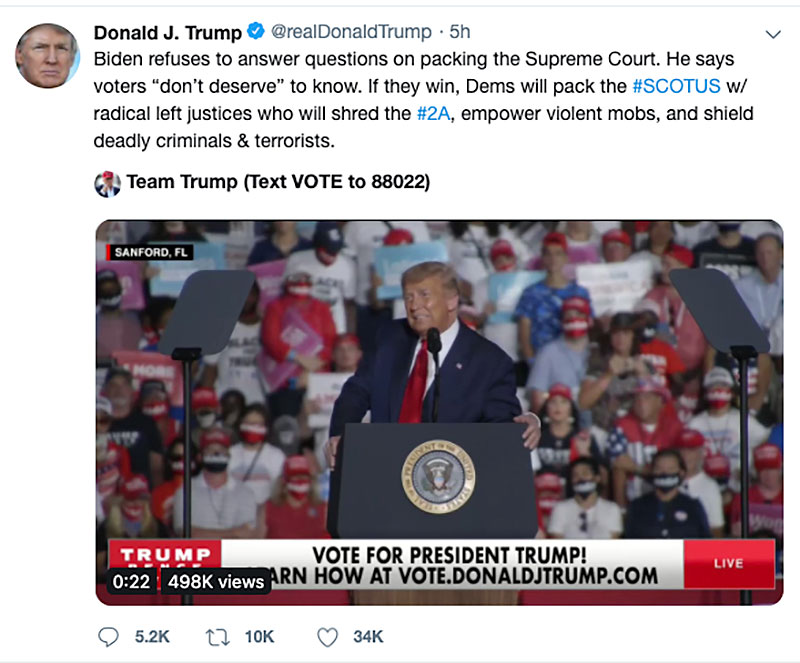 Donald J. Trump @realDonaldTrump · 5h
Biden refuses to answer questions on packing the Supreme Court. He says
voters “don’t deserve” to know. If they win, Dems will pack the #SCOTUS w/
radical left justices who will shred the #2A, empower violent mobs, and shield
deadly criminals & terrorists.
Team Trump (Text VOTE to 88022)
SANFORD, FL
MORE
TRUMP
VOTE FOR PRESIDENT TRUMP!
ARN HOW AT VOTE.DONALDJTRUMP.COM
LIVE
0:22 498K views
5.2K 10K 34K